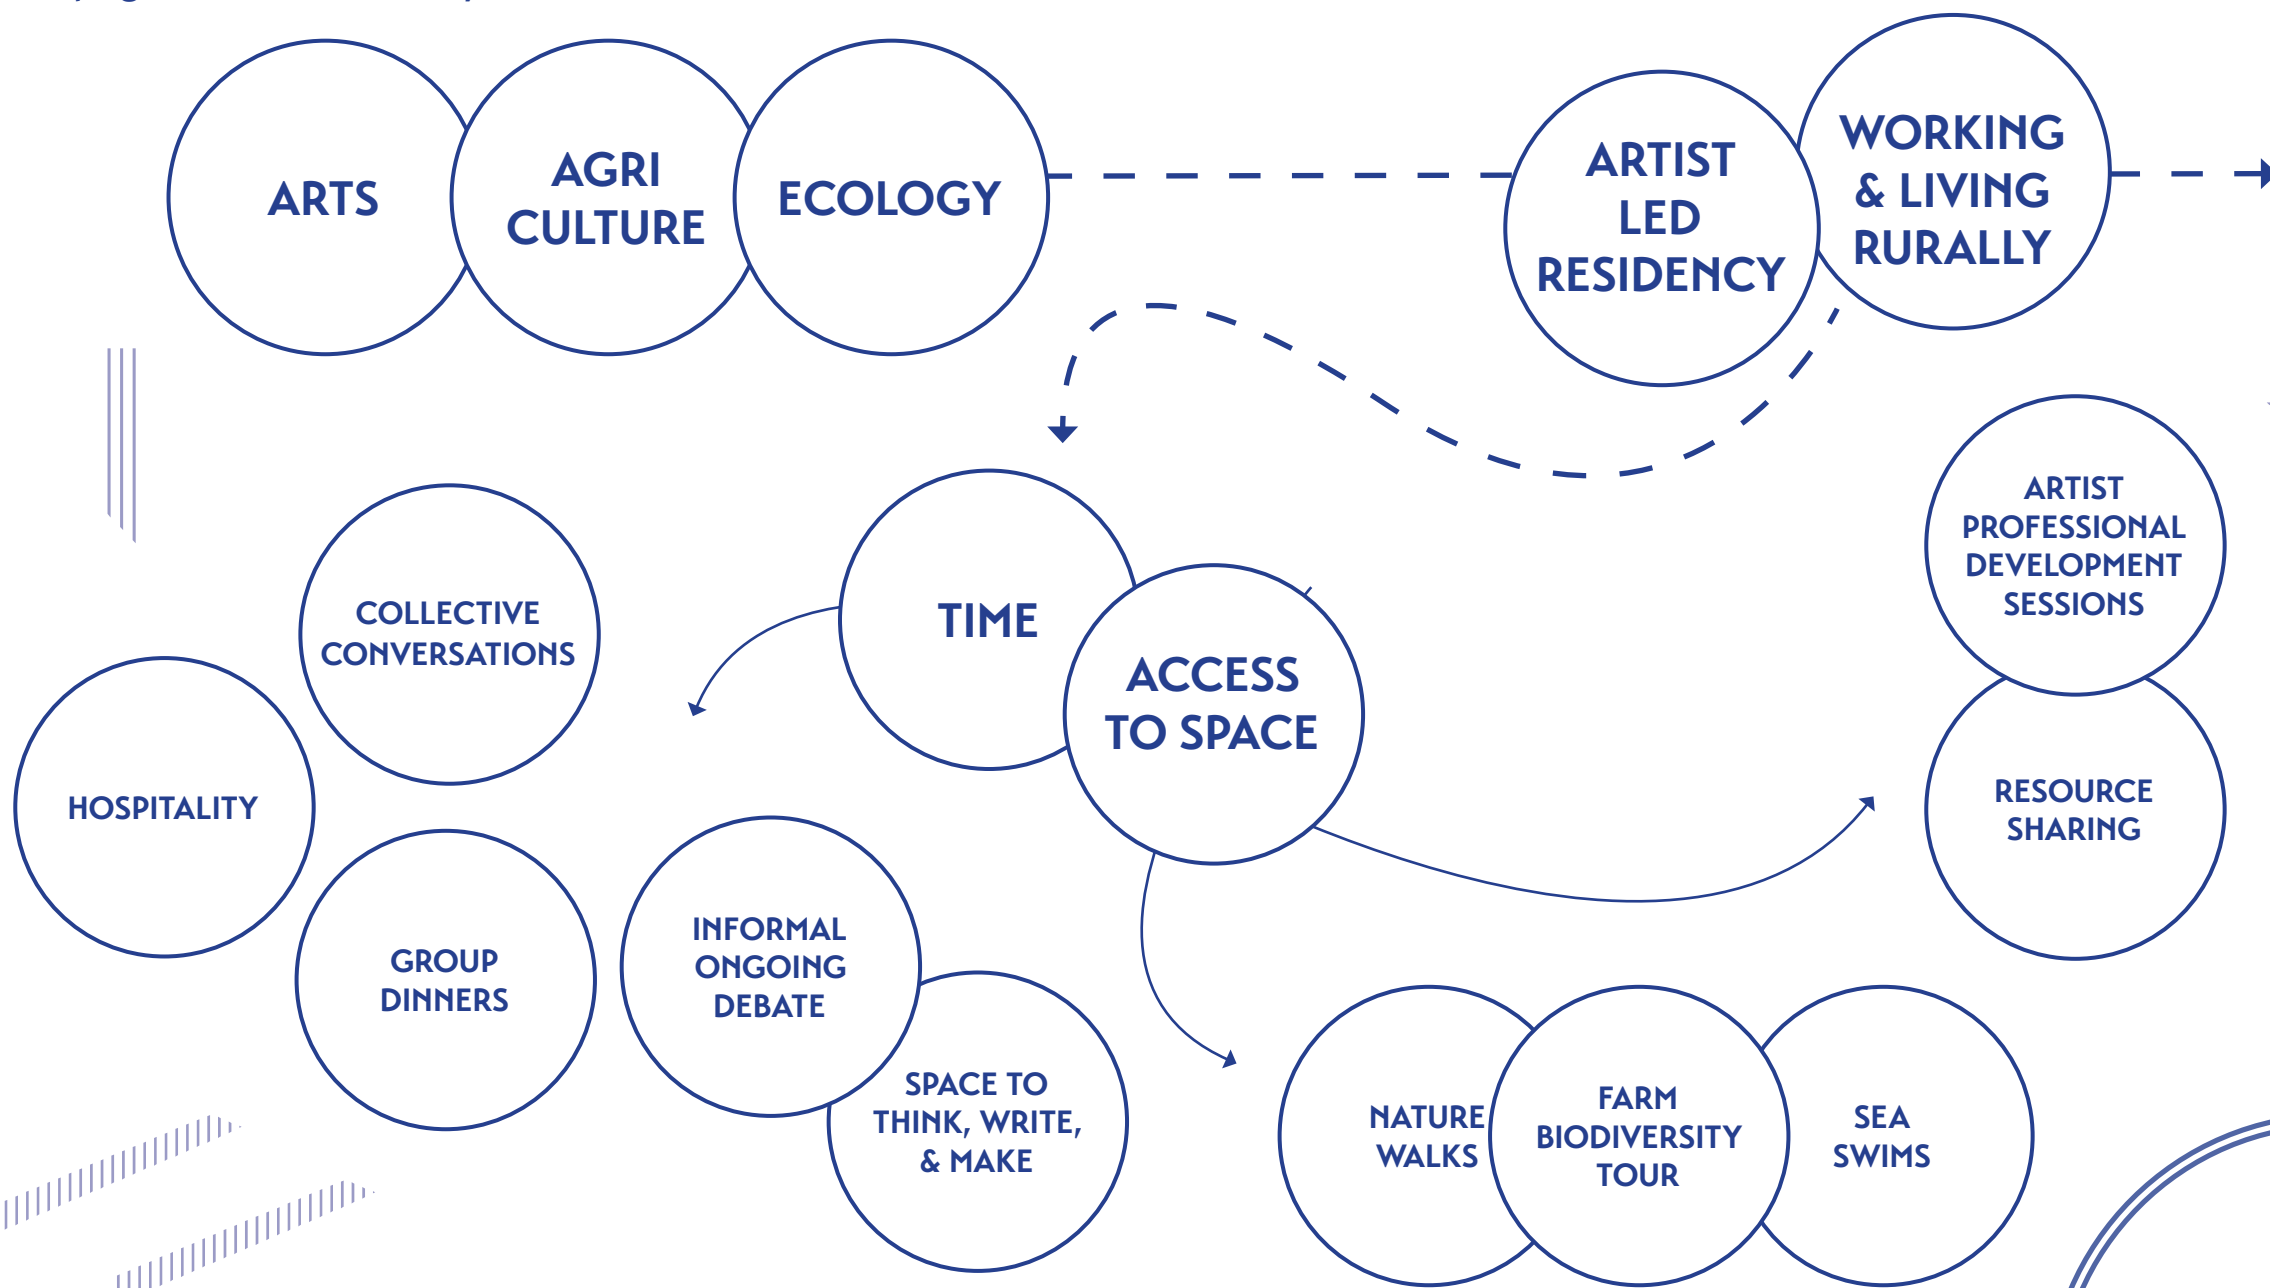 ARTS
AGRI
CULTURE
ECOLOGY
ARTIST
LED
RESIDENCY
WORKING
& LIVING
RURALLY
TIME
ACCESS
TO SPACE
COLLECTIVE
CONVERSATIONS
HOSPITALITY
GROUP
DINNERS
INFORMAL
ONGOING
DEBATE
SPACE TO
THINK, WRITE,
& MAKE
NATURE
WALKS
FARM
BIODIVERSITY
TOUR
SEA
SWIMS
ARTIST
PROFESSIONAL
DEVELOPMENT
SESSIONS
RESOURCE
SHARING